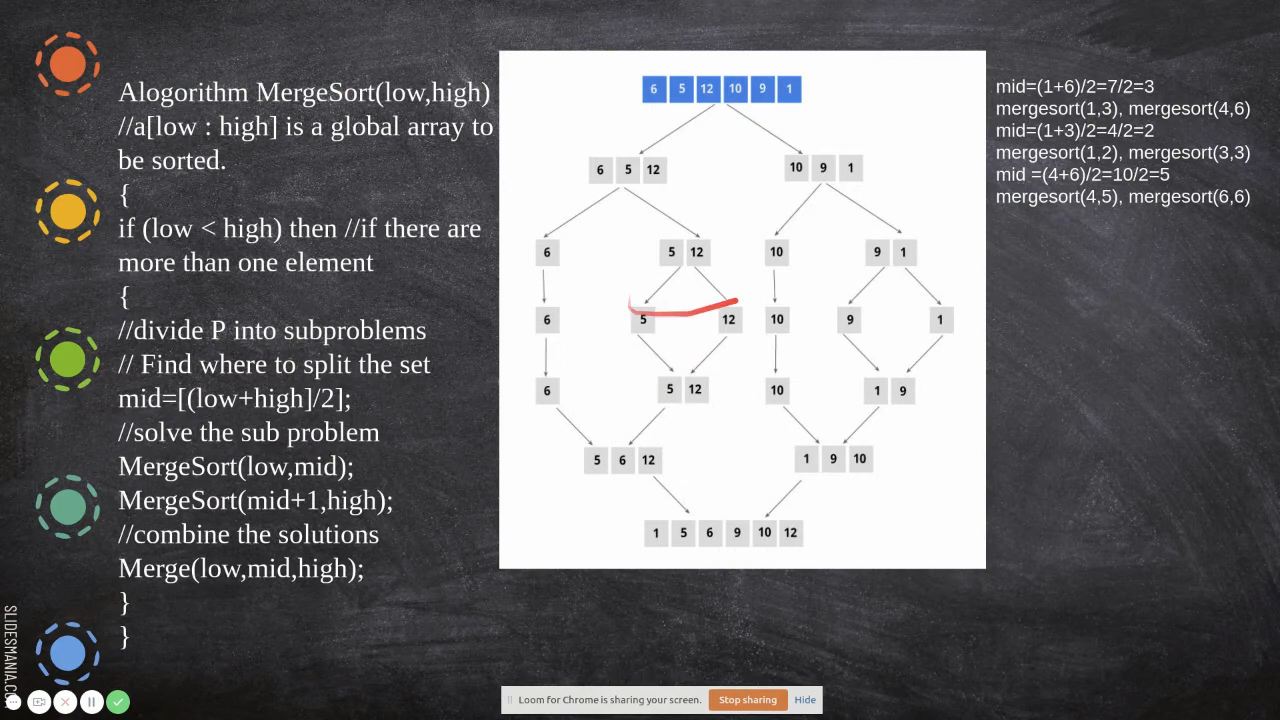 Alogorithm MergeSort(low,high)
//a[low : high] is a global array to
be sorted.
{
if (low < high) then //if there are
more than one element
{
//divide P into subproblems
// Find where to split the set
mid=[(low+high]/2];
//solve the sub problem
MergeSort(low,mid);
MergeSort(mid+1,high);
//combine the solutions
Merge(low,mid,high);
}
}
6 5 12 10 9 1
6 5 12 10 9 1
6 5 12 10 9 1
6 5 12 10 9 1
6 5 12 10 1 9
5 6 12 1 9 10
1 5 6 9 10 12
mid=(1+6)/2=7/2=3
mergesort(1,3), mergesort(4,6)
mid=(1+3)/2=4/2=2
mergesort(1,2), mergesort(3,3)
mid =(4+6)/2=10/2=5
mergesort(4,5), mergesort(6,6)
SLIDESMANIA.C
Loom for Chrome is sharing your screen. Stop sharing Hide